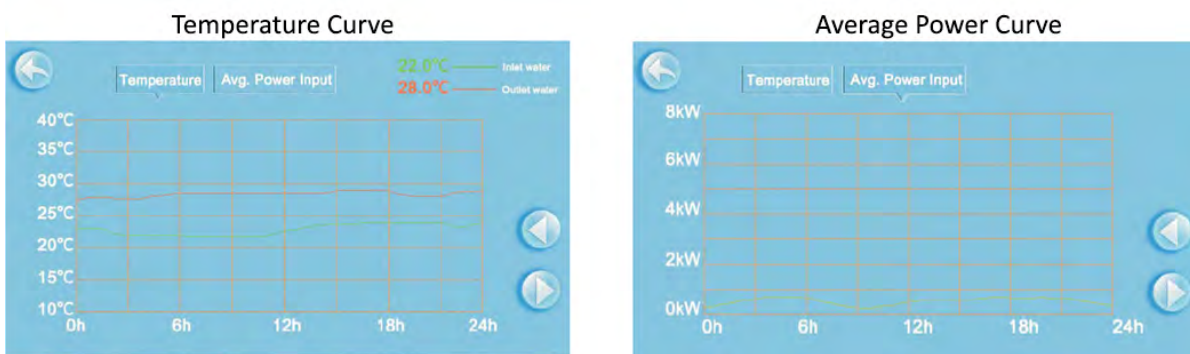 Temperature Curve
Temperature
Avg. Power Input
22.0°C
Inlet water
28.0°C
Outlet water
40°C
35°C
30°C
25°C
20°C
15°C
10°C
0h
6h
12h
18h
24h
Average Power Curve
Temperature
Avg. Power Input
8kW
6kW
4kW
2kW
0kW
0h
6h
12h
18h
24h